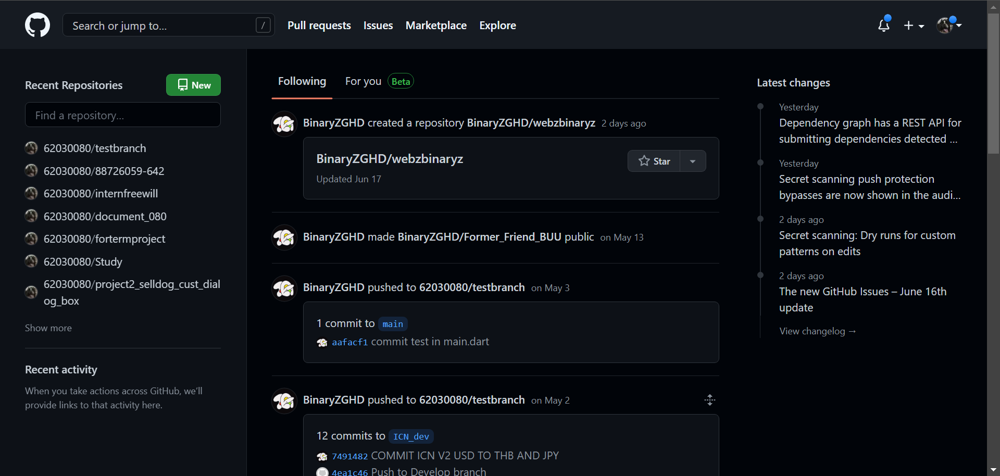 Search or jump to...
/
Pull requests
Issues
Marketplace
Explore
Recent Repositories
New
Find a repository...
62030080/testbranch
62030080/88726059-642
62030080/internfreewill
62030080/document_080
62030080/fortermproject
62030080/Study
62030080/project2_selldog_cust_dial
og_box
Show more
Recent activity
When you take actions across GitHub, we'll
provide links to that activity here.
Following
For you Beta
BinaryZGHD created a repository BinaryZGHD/webzbinaryz 2 days ago
BinaryZGHD/webzbinaryz
Star
Updated Jun 17
BinaryZGHD made BinaryZGHD/Former_Friend_BUU public on May 13
BinaryZGHD pushed to 62030080/testbranch on May 3
1 commit to main
aafacf1 commit test in main.dart
BinaryZGHD pushed to 62030080/testbranch on May 2
12 commits to ICN_dev
7491482 COMMIT ICN V2 USD TO THB AND JPY
4ea1c46 Push to Develop branch
Latest changes
Yesterday
Dependency graph has a REST API for
submitting dependencies detected ...
Yesterday
Secret scanning push protection
bypasses are now shown in the audi...
2 days ago
Secret scanning: Dry runs for custom
patterns on edits
2 days ago
The new GitHub Issues – June 16th
update
View changelog →